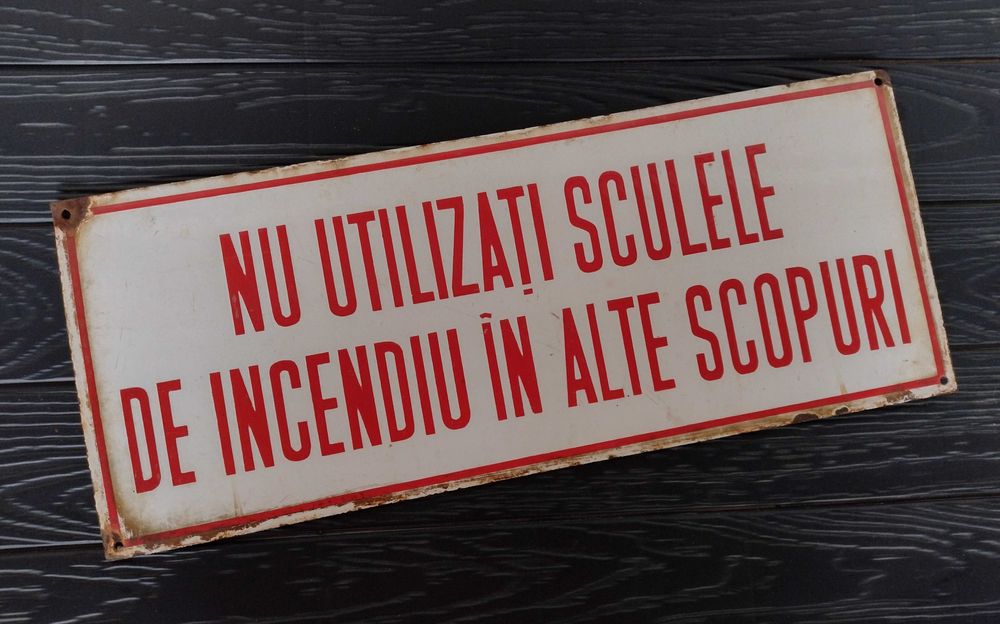 NU UTILIZAȚI SCULELE
DE INCENDIU ÎN ALTE SCOPURI